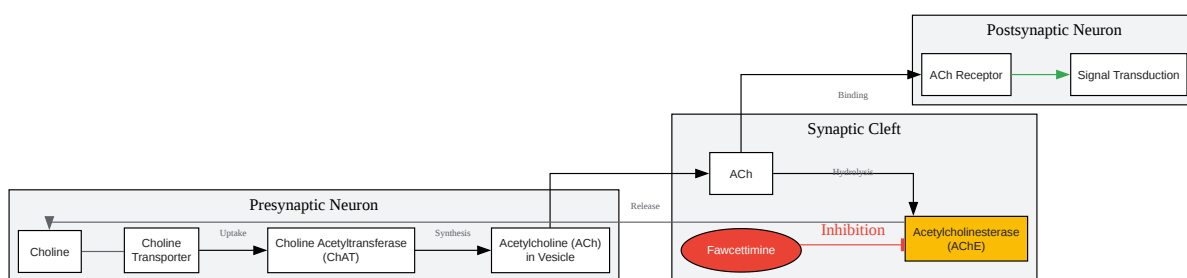 Postsynaptic Neuron
ACh Receptor
Signal Transduction
Binding
Synaptic Cleft
ACh
Hydrolysis
Presynaptic Neuron
Release
Choline
Choline
Transporter
Uptake
Choline Acetyltransferase
(ChAT)
Synthesis
Acetylcholine (ACh)
in Vesicle
Fawcettimine
Inhibition
Acetylcholinesterase
(AChE)